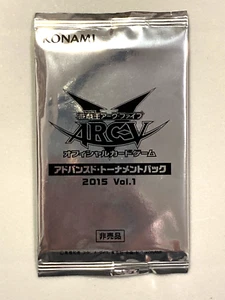 KONAMI
遊戯王アーク・ファイブ
ARC-V
オフィシャルカードゲーム
アドバンスド・トーナメントパック
2015 Vol.1
非売品